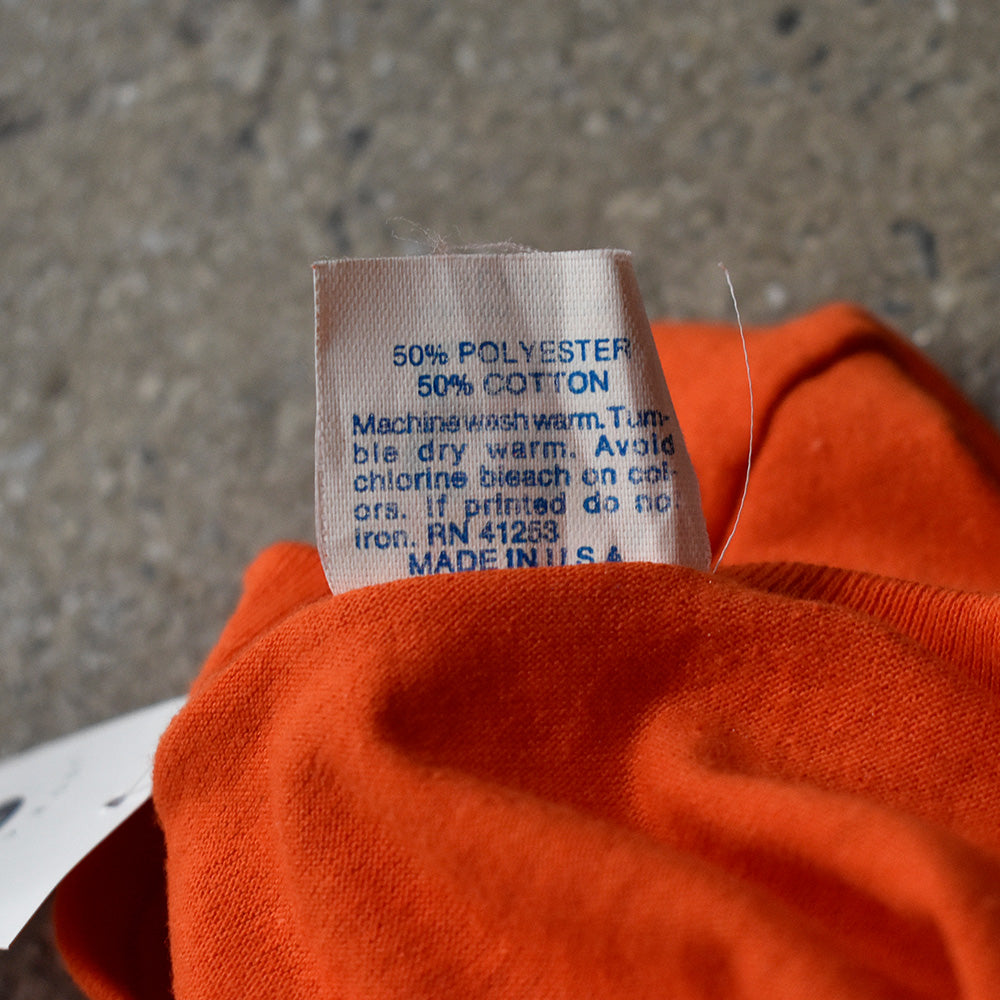 50% POLYESTER
50% COTTON
Machine wash warm. Tum-
ble dry warm. Avoid
chlorine bleach on col-
ors. If printed do no
iron. RN 41253
MADE IN U.S.A.